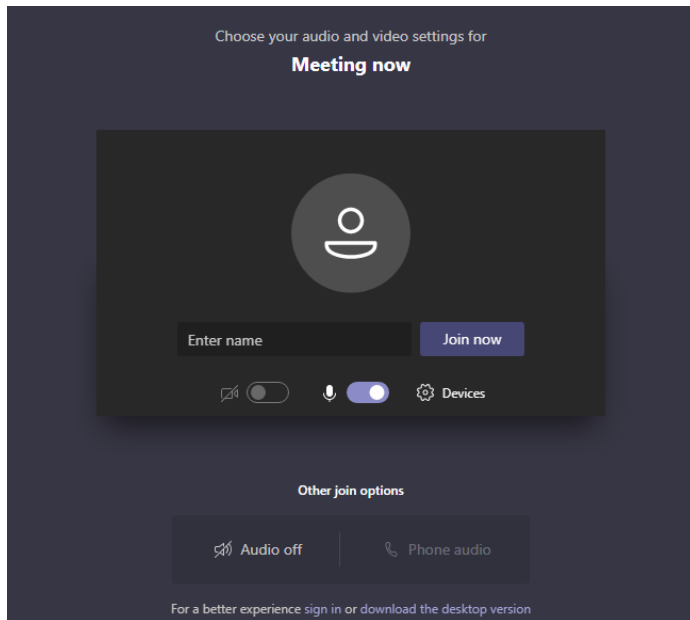 Choose your audio and video settings for
Meeting now
Enter name
Join now
Devices
Other join options
Audio off
Phone audio
For a better experience sign in or download the desktop version